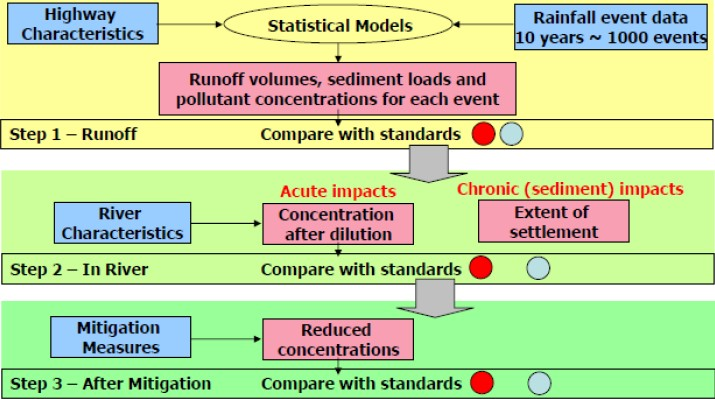 Highway
Characteristics
Statistical Models
Rainfall event data
10 years ~ 1000 events
Runoff volumes, sediment loads and
pollutant concentrations for each event
Step 1 – Runoff
Compare with standards
Acute impacts
Chronic (sediment) impacts
River
Characteristics
Concentration
after dilution
Extent of
settlement
Step 2 – In River
Compare with standards
Mitigation
Measures
Reduced
concentrations
Step 3 – After Mitigation
Compare with standards